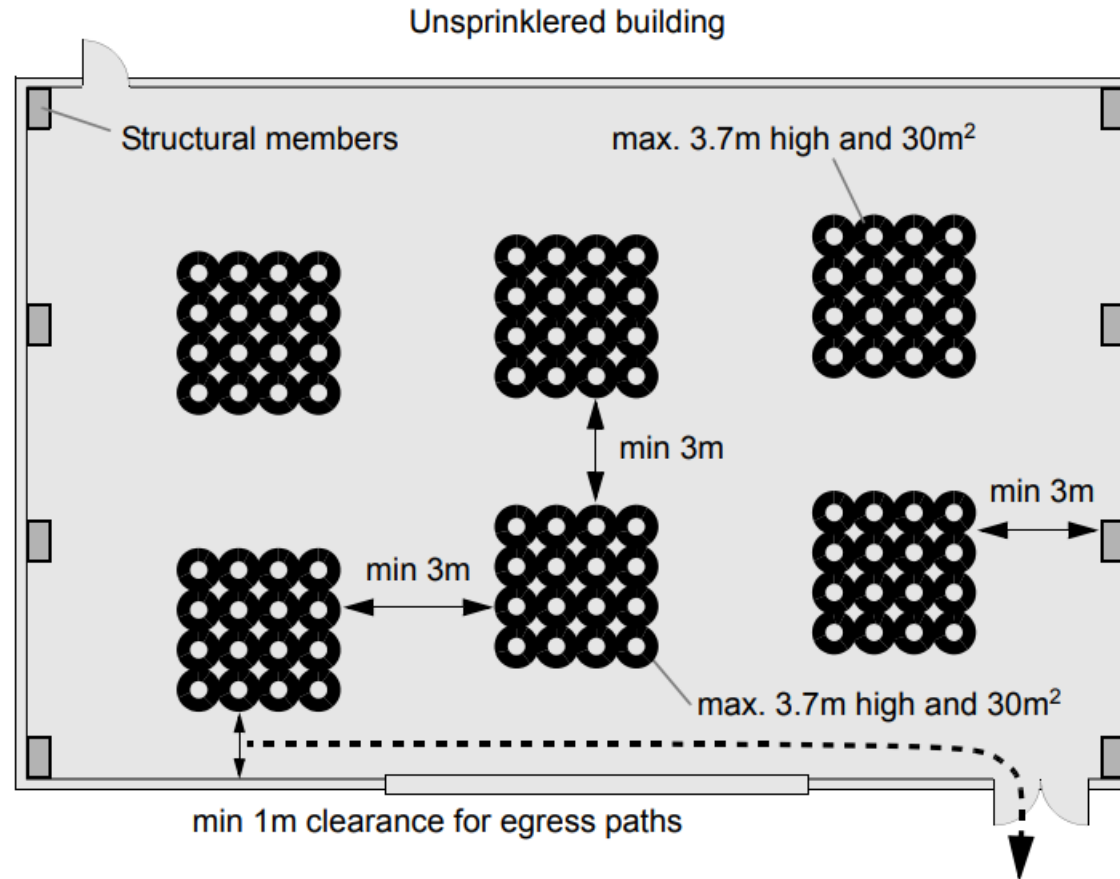 Unsprinklered building
Structural members
max. 3.7m high and 30m²
min 3m
min 3m
min 3m
max. 3.7m high and 30m²
min 1m clearance for egress paths